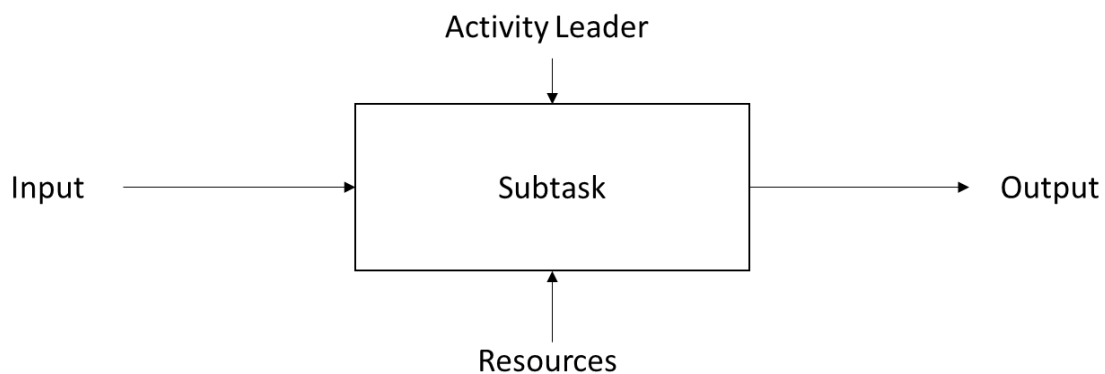 Activity Leader
Input
Subtask
Output
Resources